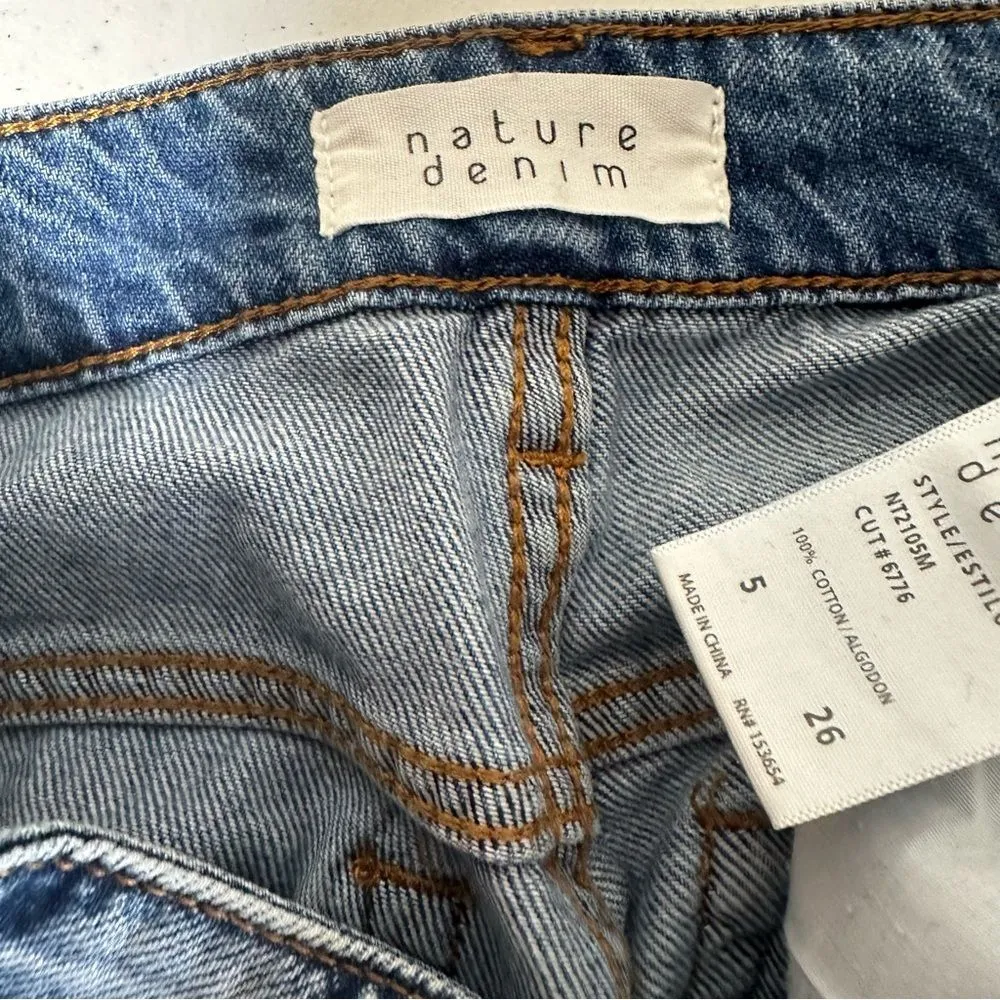 nature
denim
STYLE/ESTILO
NT2105M
CUT#6776
100% COTTON/ALGODON
5 26
MADE IN CHINA RN# 153654